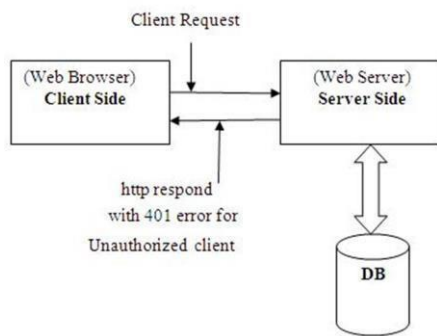 Client Request
(Web Browser)
Client Side
(Web Server)
Server Side
http respond
with 401 error for
Unauthorized client
DB